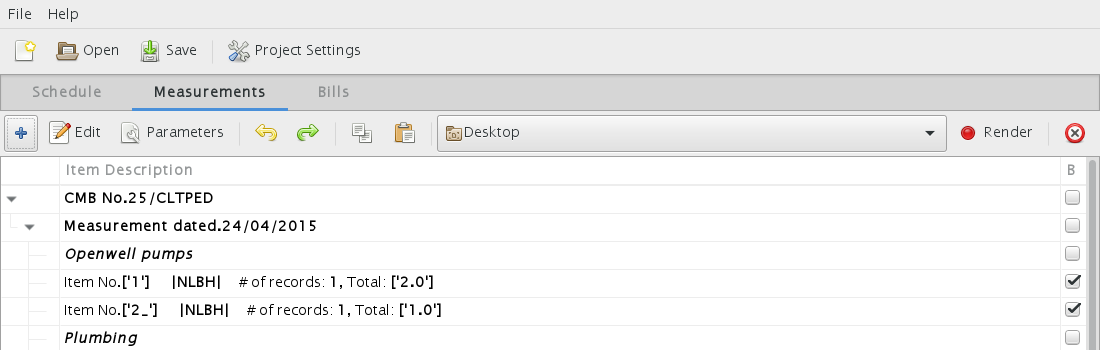 File Help
Open Save Project Settings
Schedule Measurements Bills
Edit Parameters Desktop Render
Item Description B
CMB No.25/CLTPED
Measurement dated.24/04/2015
Openwell pumps
Item No.['1'] |NLBH| # of records: 1, Total: ['2.0']
Item No.['2_'] |NLBH| # of records: 1, Total: ['1.0']
Plumbing